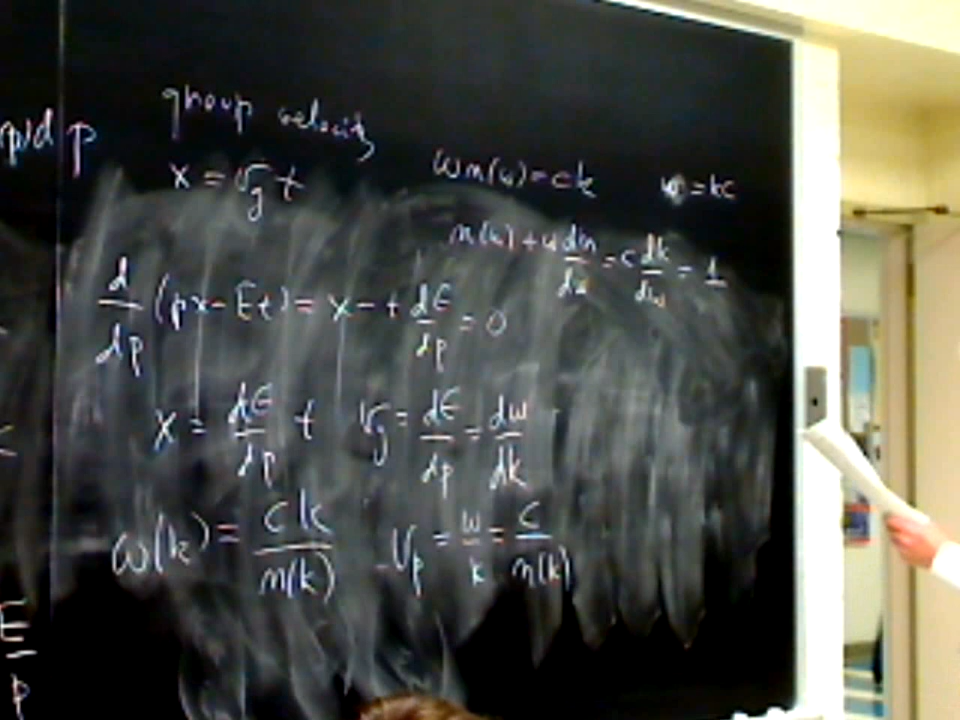 group velocity
p x = v_g t
ωn(ω) = ck ω = kc
n(ω) + ω dn/dω = c dk/dω = 1
d/dp (px - Et) = x - t dE/dp = 0
x = dE/dp t v_g = dE/dp = dω/dk
ω(k) = ck/n(k) v_p = ω/k = c/n(k)
E/p